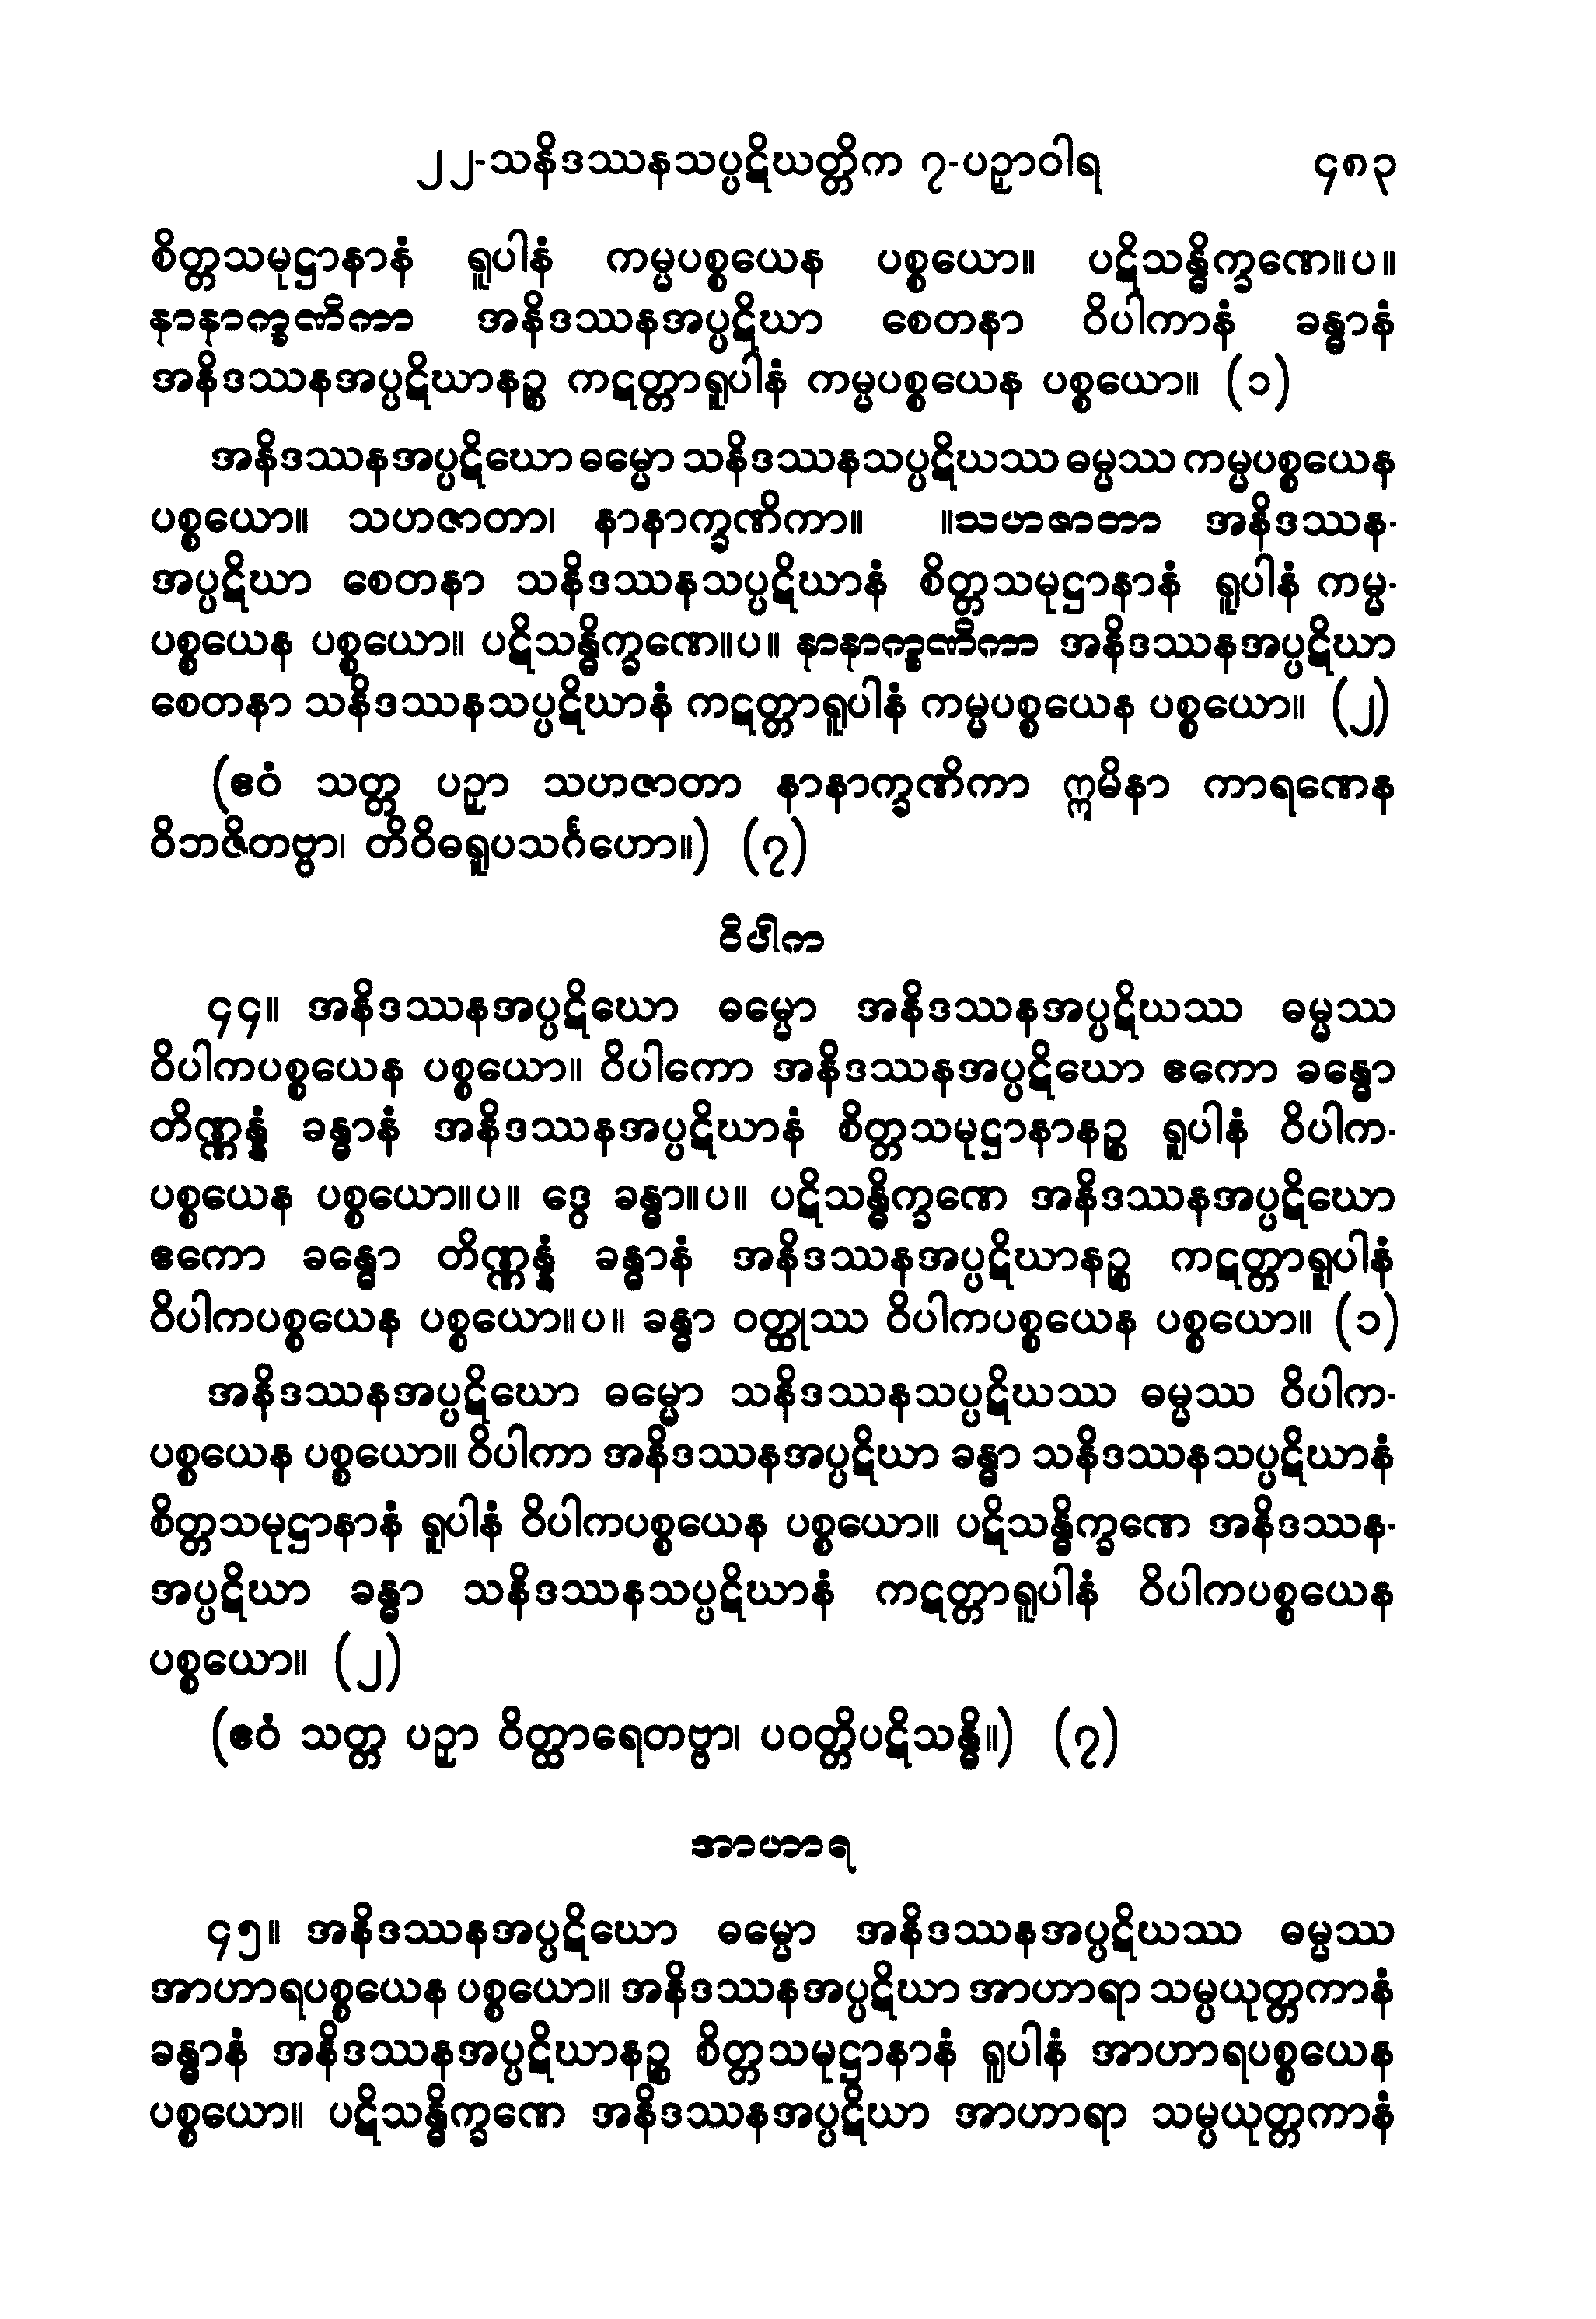 ၂၂-သနိဒဿနသပ္ပဋိဃတ္တိက ၇-ပဉှာဝါရ ၄၈၃
စိတ္တသမုဋ္ဌာနာနံ ရူပါနံ ကမ္မပစ္စယေန ပစ္စယော။ ပဋိသန္ဓိက္ခဏေ။ပ။
နာနာက္ခဏိကာ အနိဒဿနအပ္ပဋိဃာ စေတနာ ဝိပါကာနံ ခန္ဓာနံ
အနိဒဿနအပ္ပဋိဃာနဉ္စ ကဋတ္တာရူပါနံ ကမ္မပစ္စယေန ပစ္စယော။ (၁)
အနိဒဿနအပ္ပဋိဃော ဓမ္မော သနိဒဿနသပ္ပဋိဃဿ ဓမ္မဿ ကမ္မပစ္စယေန
ပစ္စယော။ သဟဇာတာ၊ နာနာက္ခဏိကာ။ ။သဟဇာတာ အနိဒဿန-
အပ္ပဋိဃာ စေတနာ သနိဒဿနသပ္ပဋိဃာနံ စိတ္တသမုဋ္ဌာနာနံ ရူပါနံ ကမ္မ-
ပစ္စယေန ပစ္စယော။ ပဋိသန္ဓိက္ခဏေ။ပ။ နာနာက္ခဏိကာ အနိဒဿနအပ္ပဋိဃာ
စေတနာ သနိဒဿနသပ္ပဋိဃာနံ ကဋတ္တာရူပါနံ ကမ္မပစ္စယေန ပစ္စယော။ (၂)
(ဧဝံ သတ္တ ပဉှာ သဟဇာတာ နာနာက္ခဏိကာ ဣမိနာ ကာရဏေန
ဝိဘဇိတဗ္ဗာ၊ တိဝိဓရူပသင်္ဂဟော။) (၇)
ဝိပါက
၄၄။ အနိဒဿနအပ္ပဋိဃော ဓမ္မော အနိဒဿနအပ္ပဋိဃဿ ဓမ္မဿ
ဝိပါကပစ္စယေန ပစ္စယော။ ဝိပါကော အနိဒဿနအပ္ပဋိဃော ဧကော ခန္ဓော
တိဏ္ဏန္နံ ခန္ဓာနံ အနိဒဿနအပ္ပဋိဃာနံ စိတ္တသမုဋ္ဌာနာနဉ္စ ရူပါနံ ဝိပါက-
ပစ္စယေန ပစ္စယော။ပ။ ဒွေ ခန္ဓာ။ပ။ ပဋိသန္ဓိက္ခဏေ အနိဒဿနအပ္ပဋိဃော
ဧကော ခန္ဓော တိဏ္ဏန္နံ ခန္ဓာနံ အနိဒဿနအပ္ပဋိဃာနဉ္စ ကဋတ္တာရူပါနံ
ဝိပါကပစ္စယေန ပစ္စယော။ပ။ ခန္ဓာ ဝတ္ထုဿ ဝိပါကပစ္စယေန ပစ္စယော။ (၁)
အနိဒဿနအပ္ပဋိဃော ဓမ္မော သနိဒဿနသပ္ပဋိဃဿ ဓမ္မဿ ဝိပါက-
ပစ္စယေန ပစ္စယော။ ဝိပါကာ အနိဒဿနအပ္ပဋိဃာ ခန္ဓာ သနိဒဿနသပ္ပဋိဃာနံ
စိတ္တသမုဋ္ဌာနာနံ ရူပါနံ ဝိပါကပစ္စယေန ပစ္စယော။ ပဋိသန္ဓိက္ခဏေ အနိဒဿန-
အပ္ပဋိဃာ ခန္ဓာ သနိဒဿနသပ္ပဋိဃာနံ ကဋတ္တာရူပါနံ ဝိပါကပစ္စယေန
ပစ္စယော။ (၂)
(ဧဝံ သတ္တ ပဉှာ ဝိတ္ထာရေတဗ္ဗာ၊ ပဝတ္တိပဋိသန္ဓိ။) (၇)
အာဟာရ
၄၅။ အနိဒဿနအပ္ပဋိဃော ဓမ္မော အနိဒဿနအပ္ပဋိဃဿ ဓမ္မဿ
အာဟာရပစ္စယေန ပစ္စယော။ အနိဒဿနအပ္ပဋိဃာ အာဟာရာ သမ္ပယုတ္တကာနံ
ခန္ဓာနံ အနိဒဿနအပ္ပဋိဃာနဉ္စ စိတ္တသမုဋ္ဌာနာနံ ရူပါနံ အာဟာရပစ္စယေန
ပစ္စယော။ ပဋိသန္ဓိက္ခဏေ အနိဒဿနအပ္ပဋိဃာ အာဟာရာ သမ္ပယုတ္တကာနံ